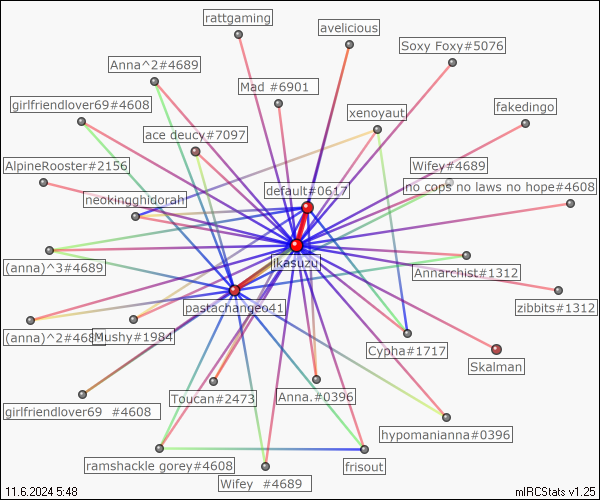 rattgaming
avelicious
Soxy Foxy#5076
Anna^2#4689
Mad #6901
girlfriendlover69#4608
xenoyaut
fakedingo
ace deucy#7097
AlpineRooster#2156
Wifey#4689
default#0617
no cops no laws no hope#4608
neokingghidorah
ikasuzu
(anna)^3#4689
Annarchist#1312
pastachangeo41
zibbits#1312
(anna)^2#4689
Mushy#1984
Cypha#1717
Skalman
Toucan#2473
Anna.#0396
girlfriendlover69 #4608
hypomanianna#0396
ramshackle gorey#4608
frisout
Wifey #4689
11.6.2024 5:48
mIRCStats v1.25